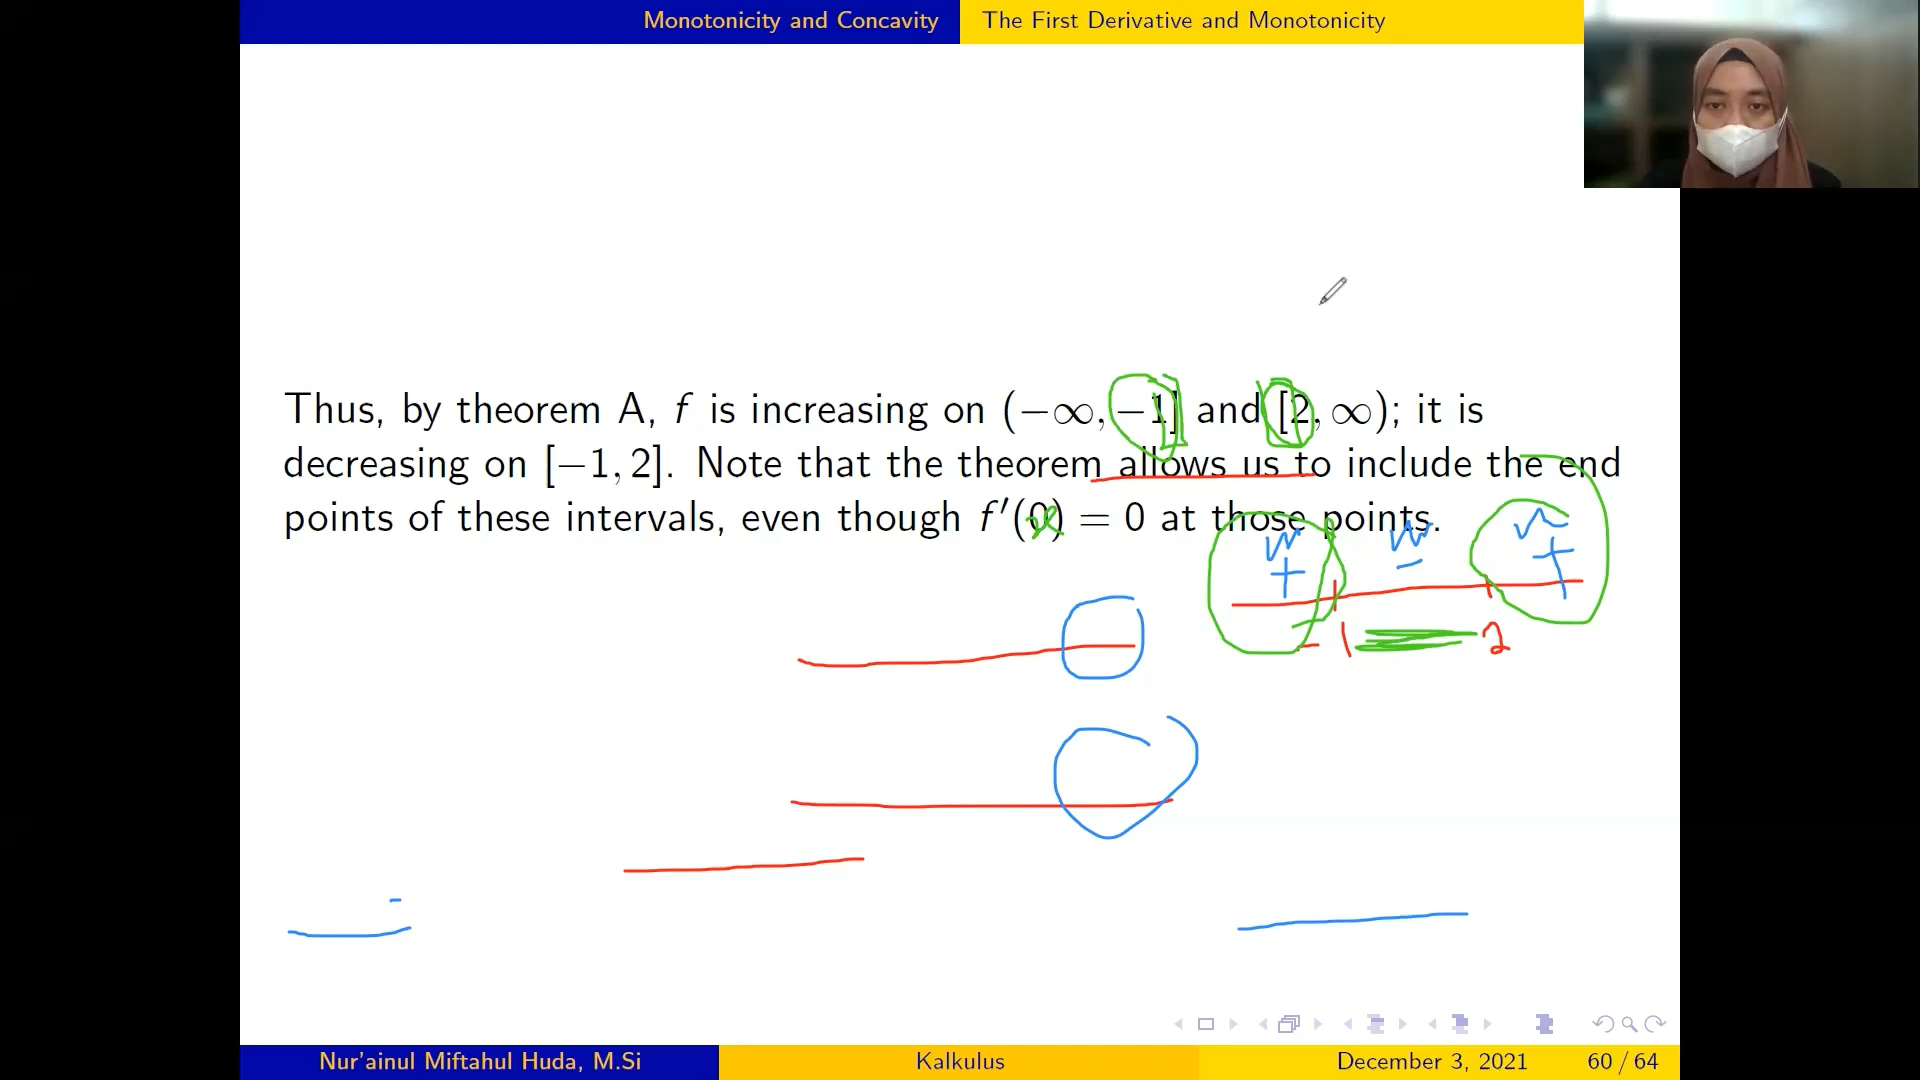 Monotonicity and Concavity The First Derivative and Monotonicity
Thus, by theorem A, f is increasing on (−∞, −1] and [2, ∞); it is
decreasing on [−1, 2]. Note that the theorem allows us to include the end
points of these intervals, even though f′(x) = 0 at those points.
+ − +
−1 2
Nur'ainul Miftahul Huda, M.Si Kalkulus December 3, 2021 60 / 64